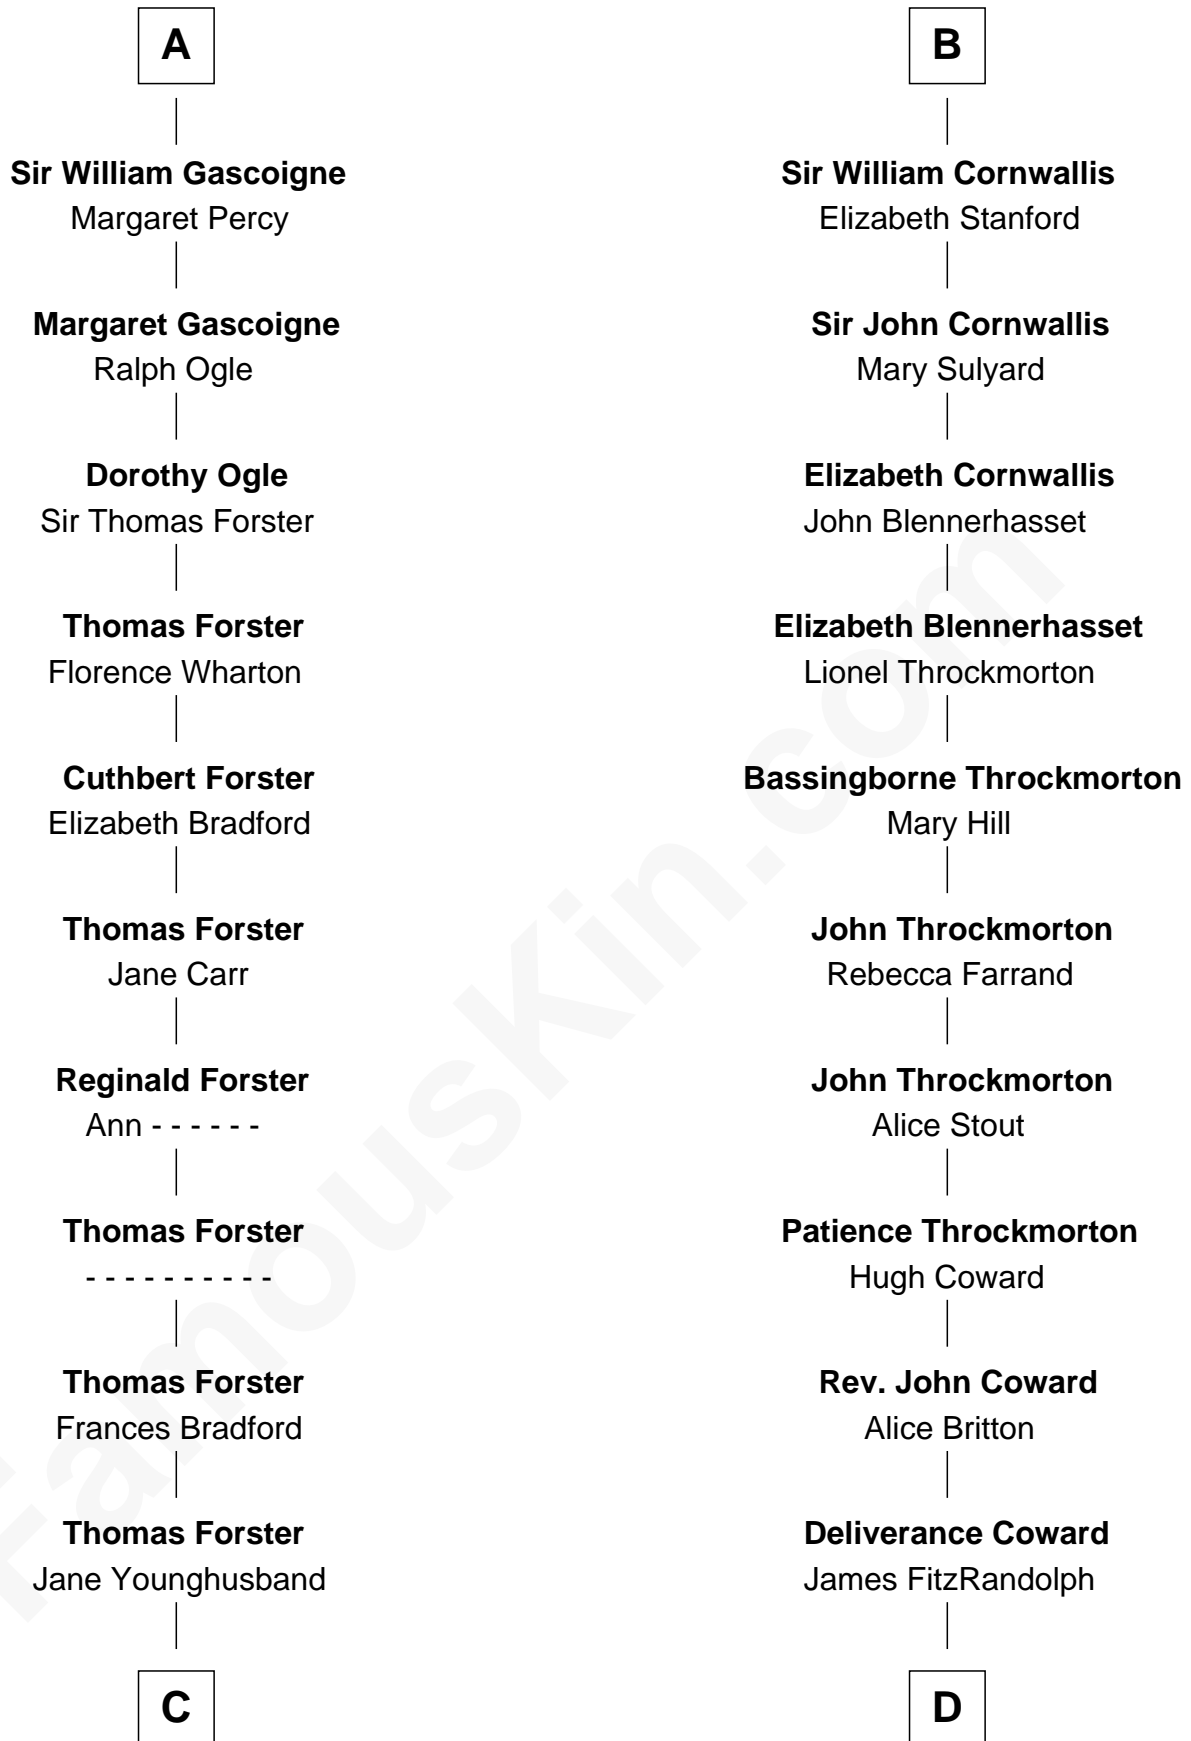 A
Sir William Gascoigne
Margaret Percy
Margaret Gascoigne
Ralph Ogle
Dorothy Ogle
Sir Thomas Forster
Thomas Forster
Florence Wharton
Cuthbert Forster
Elizabeth Bradford
Thomas Forster
Jane Carr
Reginald Forster
Ann - - - - - -
Thomas Forster
- - - - - - - - - -
Thomas Forster
Frances Bradford
Thomas Forster
Jane Younghusband
C
B
Sir William Cornwallis
Elizabeth Stanford
Sir John Cornwallis
Mary Sulyard
Elizabeth Cornwallis
John Blennerhasset
Elizabeth Blennerhasset
Lionel Throckmorton
Bassingborne Throckmorton
Mary Hill
John Throckmorton
Rebecca Farrand
John Throckmorton
Alice Stout
Patience Throckmorton
Hugh Coward
Rev. John Coward
Alice Britton
Deliverance Coward
James FitzRandolph
D
FamousKin.com